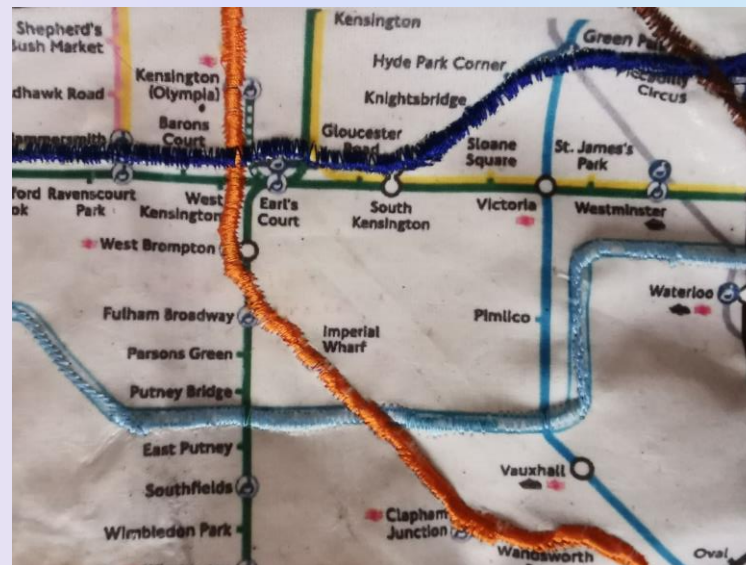 Shepherd's
Bush Market
Kensington
Green Park
Hyde Park Corner
Kensington
(Olympia)
Piccadilly
Circus
dhawk Road
Knightsbridge
Barons
Court
Hammersmith
Gloucester
Road
Sloane
Square
St. James's
Park
ford
ok
Ravenscourt
Park
West
Kensington
Earl's
Court
South
Kensington
Victoria
Westminster
West Brompton
Waterloo
Fulham Broadway
Imperial
Wharf
Pimlico
Parsons Green
Putney Bridge
East Putney
Vauxhall
Southfields
Clapham
Junction
Wimbledon Park
Wandsworth
Oval